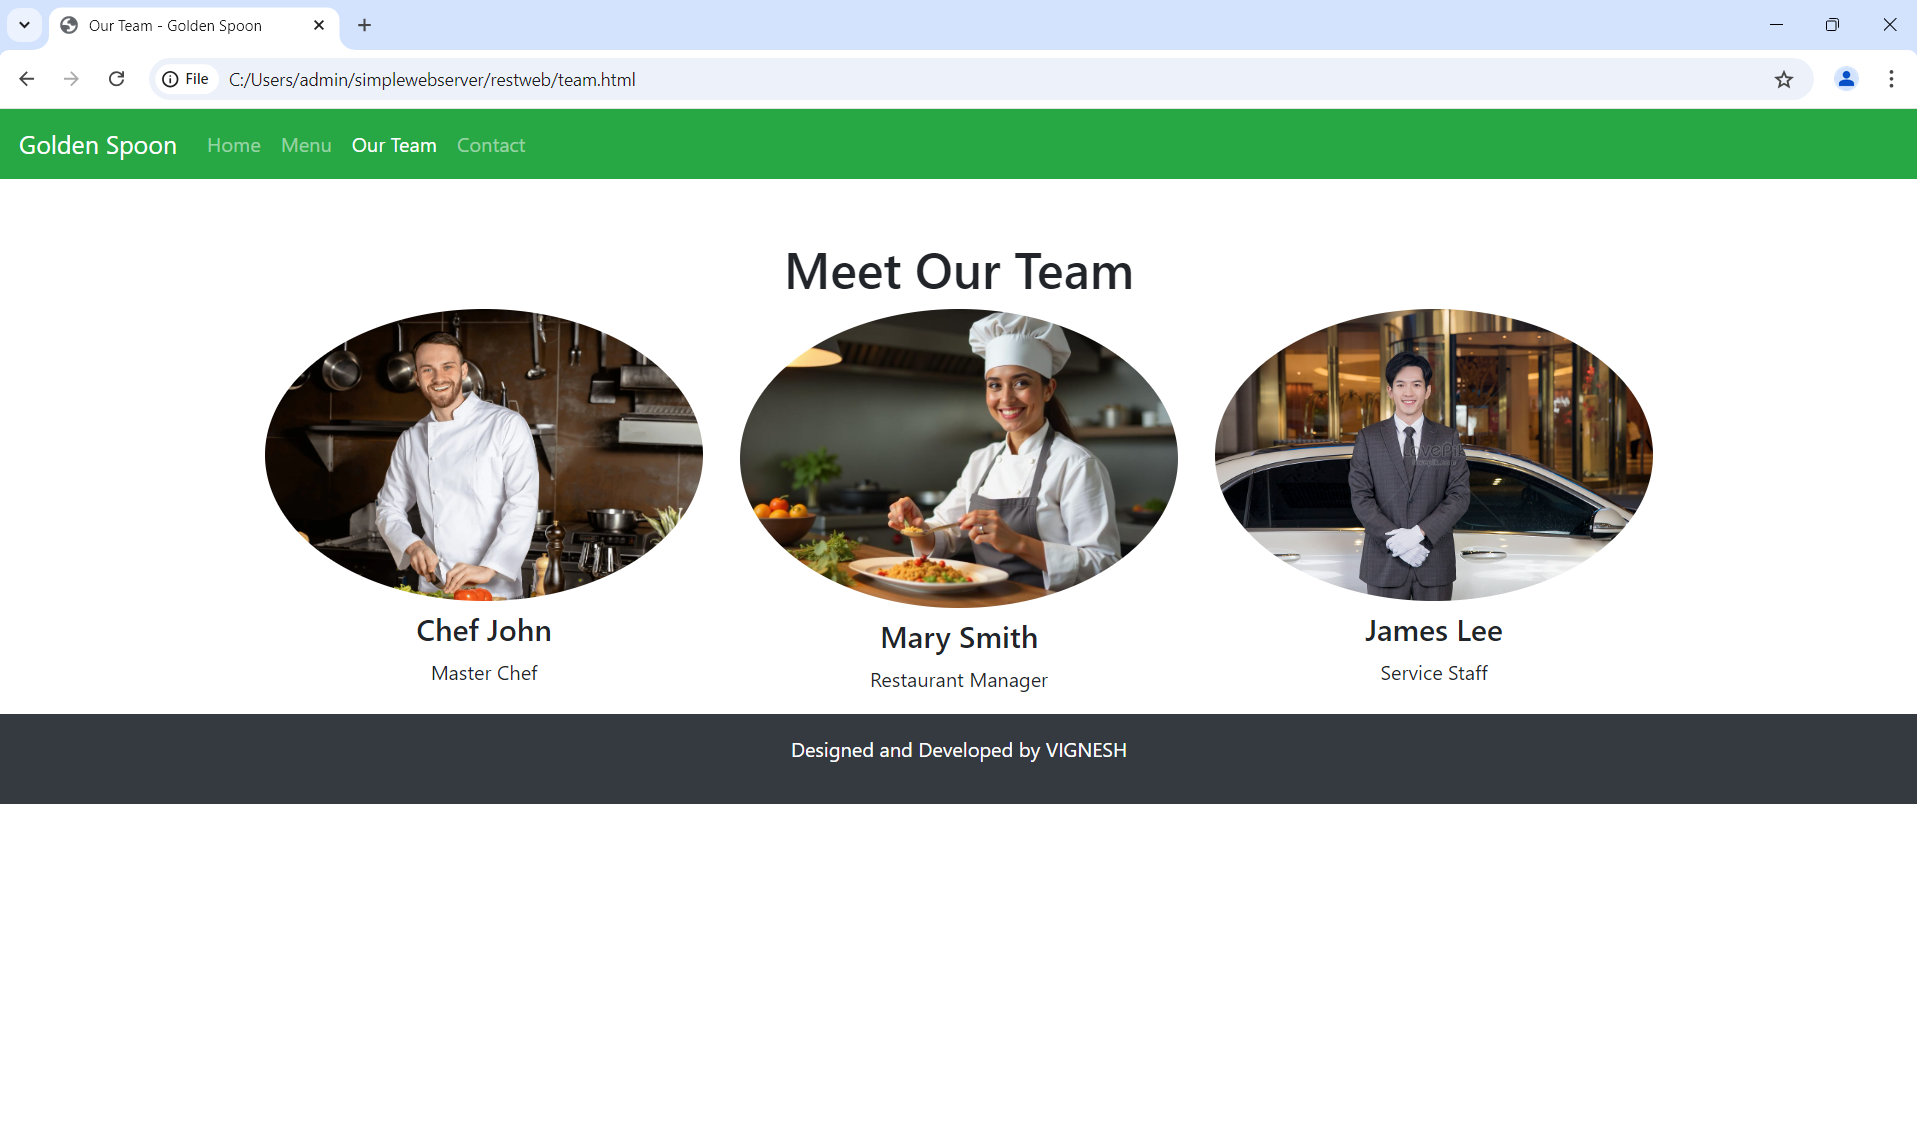 Our Team - Golden Spoon
File
C:/Users/admin/simplewebserver/restweb/team.html
Golden Spoon
Home
Menu
Our Team
Contact
Meet Our Team
Chef John
Master Chef
Mary Smith
Restaurant Manager
James Lee
Service Staff
Designed and Developed by VIGNESH